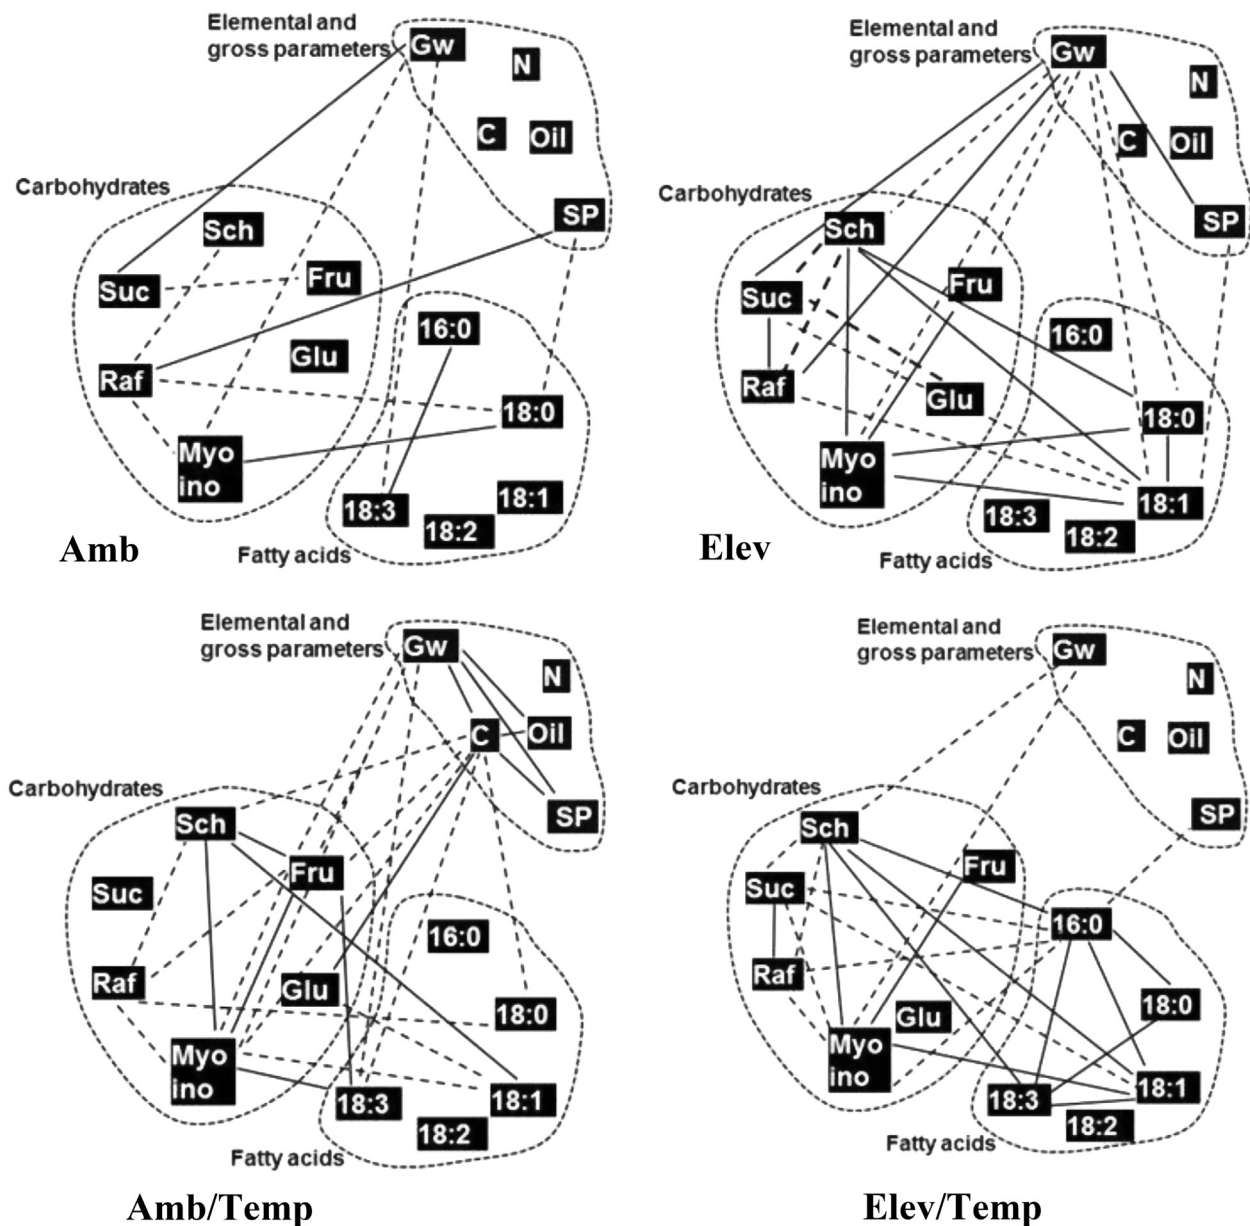 Elemental and
gross parameters
Gw
N
C
Oil
SP
Carbohydrates
Sch
Suc
Fru
Glu
Raf
Myo
ino
16:0
18:0
18:1
18:3
18:2
Fatty acids
Amb
Elemental and
gross parameters
Gw
N
C
Oil
SP
Carbohydrates
Sch
Suc
Fru
Raf
Glu
Myo
ino
16:0
18:0
18:1
18:3
18:2
Fatty acids
Elev
Elemental and
gross parameters
Gw
N
C
Oil
SP
Carbohydrates
Sch
Fru
Suc
Raf
Glu
Myo
ino
16:0
18:0
18:1
18:3
18:2
Fatty acids
Amb/Temp
Elemental and
gross parameters
Gw
N
C
Oil
SP
Carbohydrates
Sch
Fru
Suc
Raf
Glu
Myo
ino
16:0
18:0
18:1
18:3
18:2
Fatty acids
Elev/Temp